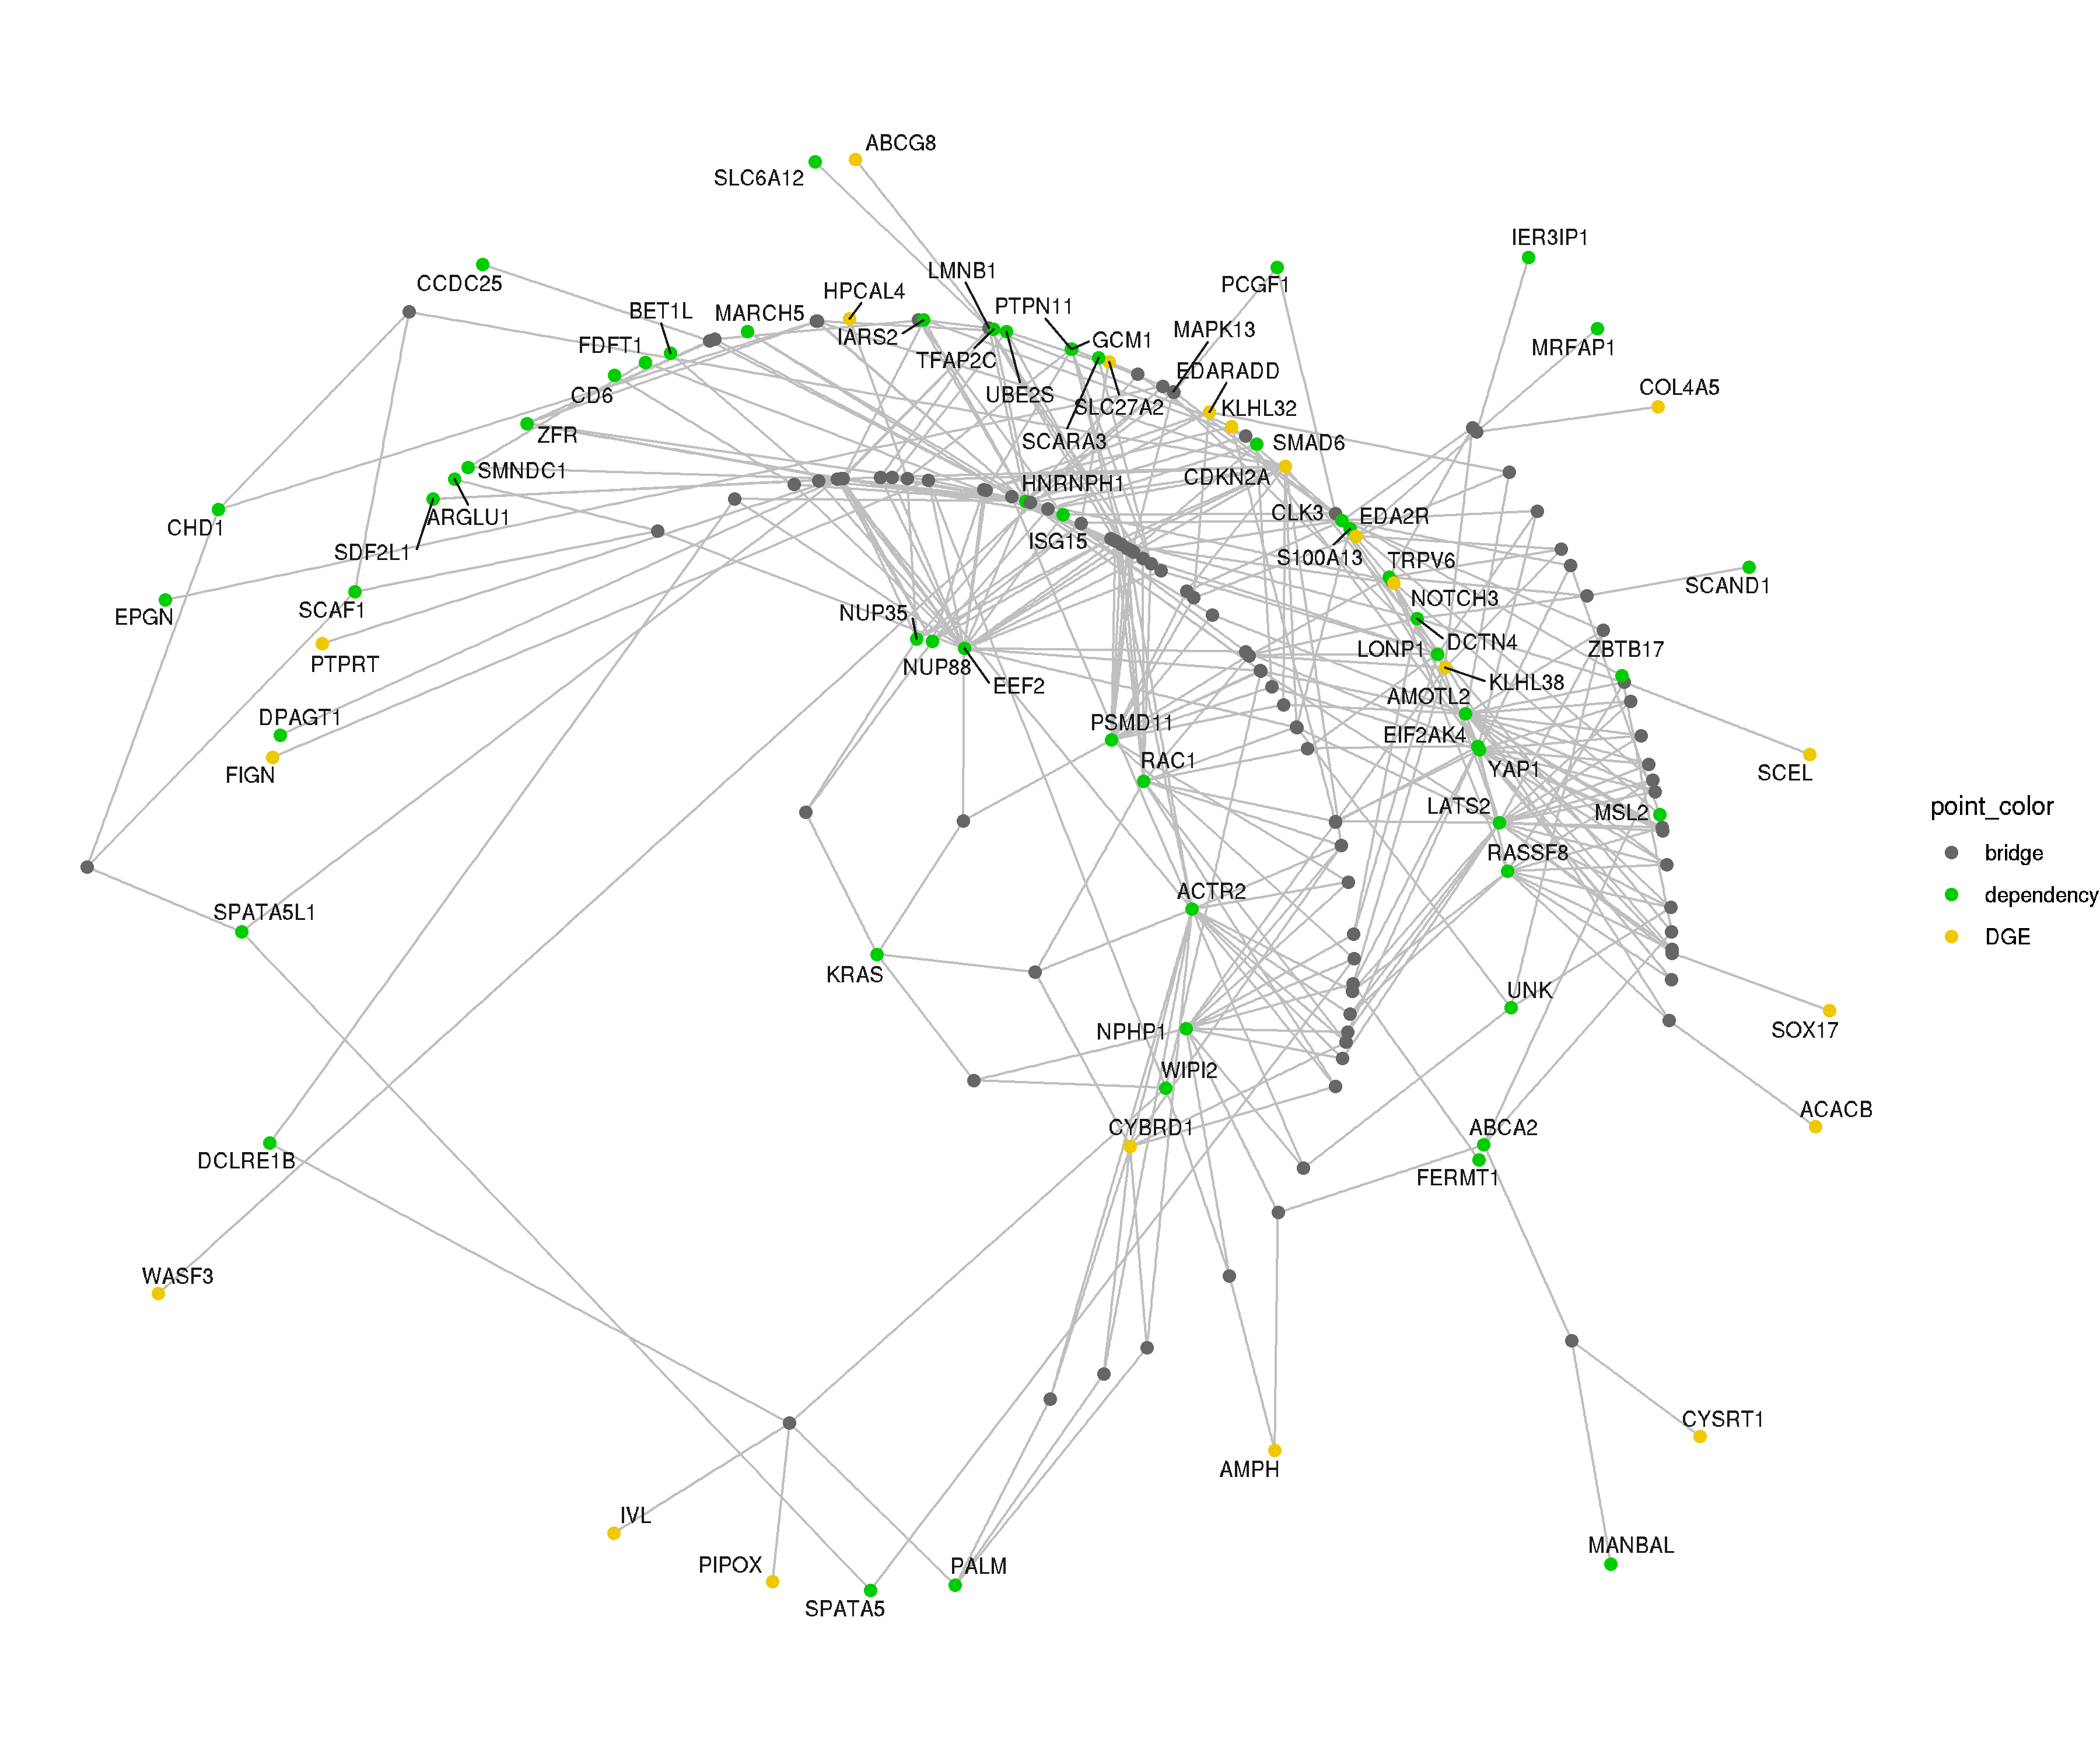 ABCG8
SLC6A12
IER3IP1
CCDC25
LMNB1
PCGF1
HPCAL4
PTPN11
BET1L
MARCH5
MAPK13
IARS2
GCM1
MRFAP1
FDFT1
TFAP2C
EDARADD
COL4A5
CD6
UBE2S
SLC27A2
KLHL32
ZFR
SCARA3
SMAD6
SMNDC1
CDKN2A
HNRNPH1
ARGLU1
CLK3
EDA2R
CHD1
ISG15
SDF2L1
S100A13
TRPV6
SCAND1
EPGN
SCAF1
NUP35
NOTCH3
PTPRT
DCTN4
LONP1
ZBTB17
NUP88
EEF2
KLHL38
AMOTL2
DPAGT1
PSMD11
EIF2AK4
FIGN
RAC1
YAP1
SCEL
LATS2
MSL2
point_color
RASSF8
bridge
ACTR2
dependency
SPATA5L1
DGE
KRAS
UNK
NPHP1
SOX17
WIPI2
ACACB
CYBRD1
ABCA2
DCLRE1B
FERMT1
WASF3
CYSRT1
AMPH
IVL
MANBAL
PIPOX
PALM
SPATA5